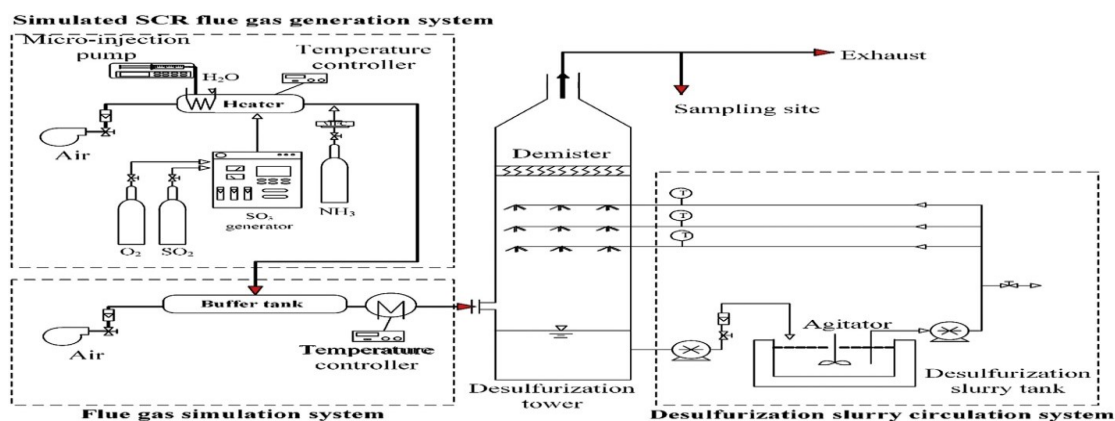 Simulated SCR flue gas generation system
Micro-injection
pump
Temperature
controller
H₂O
Heater
Air
O₂
SO₂
SO₃
generator
NH₃
Exhaust
Sampling site
Demister
T
T
T
Buffer tank
Air
Temperature
controller
Flue gas simulation system
Desulfurization
tower
Agitator
Desulfurization
slurry tank
Desulfurization slurry circulation system